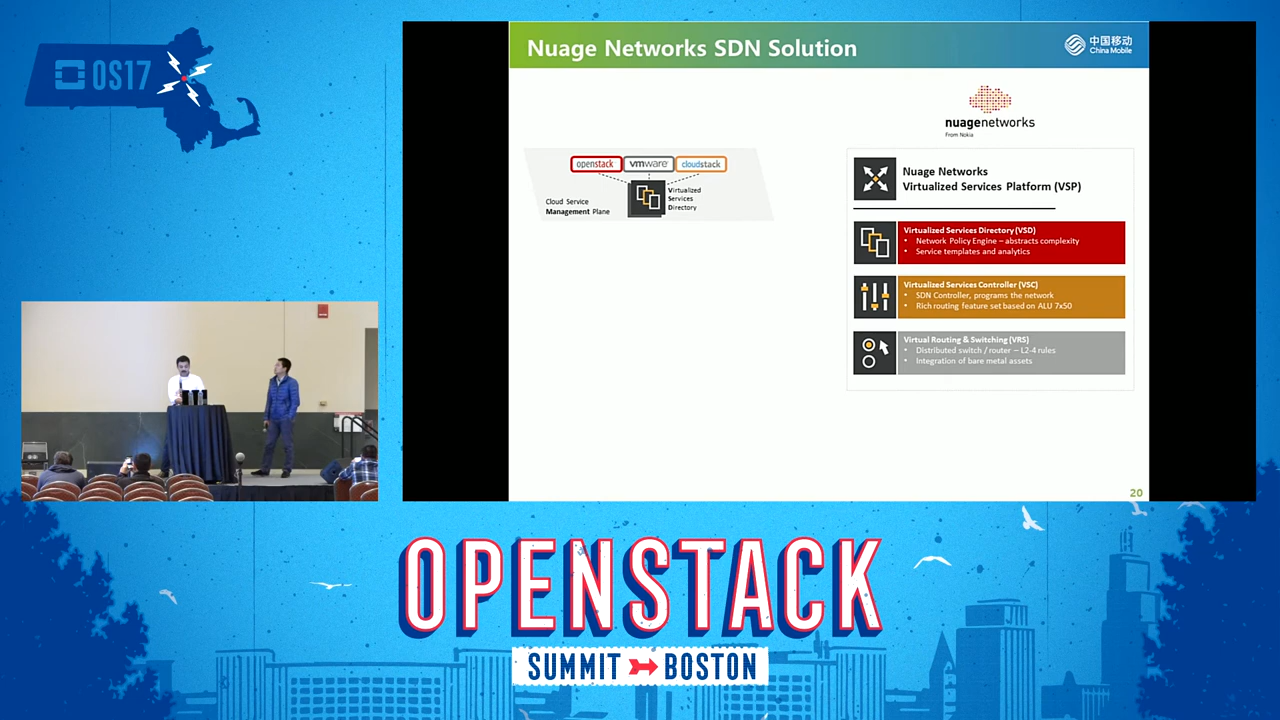 OS17
Nuage Networks SDN Solution
中国移动
China Mobile
nuagenetworks
From Nokia
openstack
vmware
cloudstack
Virtualized
Services
Directory
Cloud Service
Management Plane
Nuage Networks
Virtualized Services Platform (VSP)
Virtualized Services Directory (VSD)
• Network Policy Engine – abstracts complexity
• Service templates and analytics
Virtualized Services Controller (VSC)
• SDN Controller, programs the network
• Rich routing feature set based on ALU 7x50
Virtual Routing & Switching (VRS)
• Distributed switch / router – L2-4 rules
• Integration of bare metal assets
20
OPENSTACK
SUMMIT BOSTON